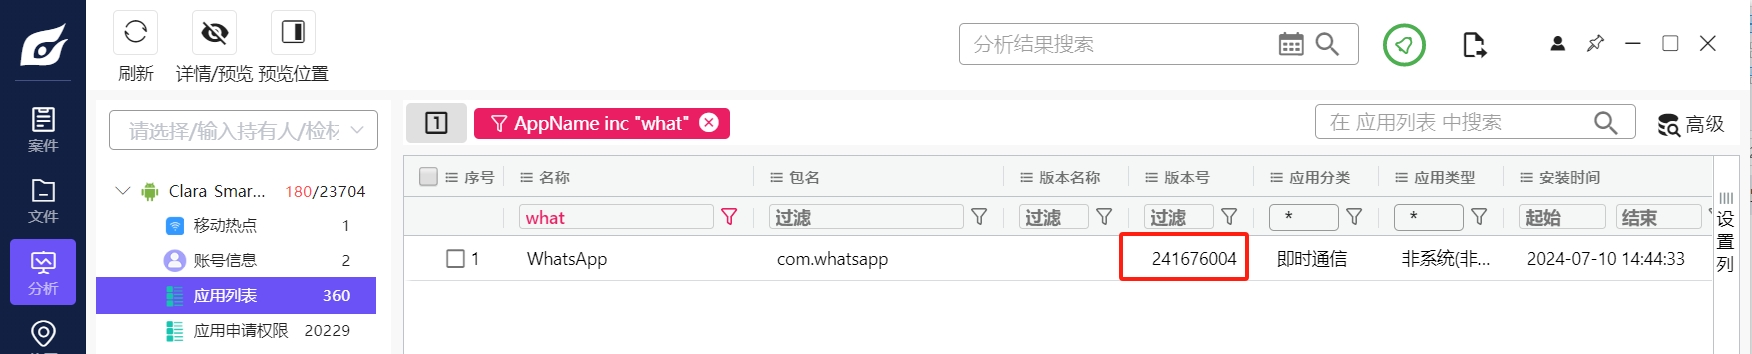 刷新
详情/预览
预览位置
分析结果搜索
案件
文件
分析
请选择/输入持有人/检材
Clara Smar... 180/23704
移动热点 1
账号信息 2
应用列表 360
应用申请权限 20229
1
AppName inc "what"
在 应用列表 中搜索
高级
序号 名称 包名 版本名称 版本号 应用分类 应用类型 安装时间
what 过滤 过滤 过滤 * * 起始 结束
1 WhatsApp com.whatsapp 241676004 即时通信 非系统(非... 2024-07-10 14:44:33
设置列